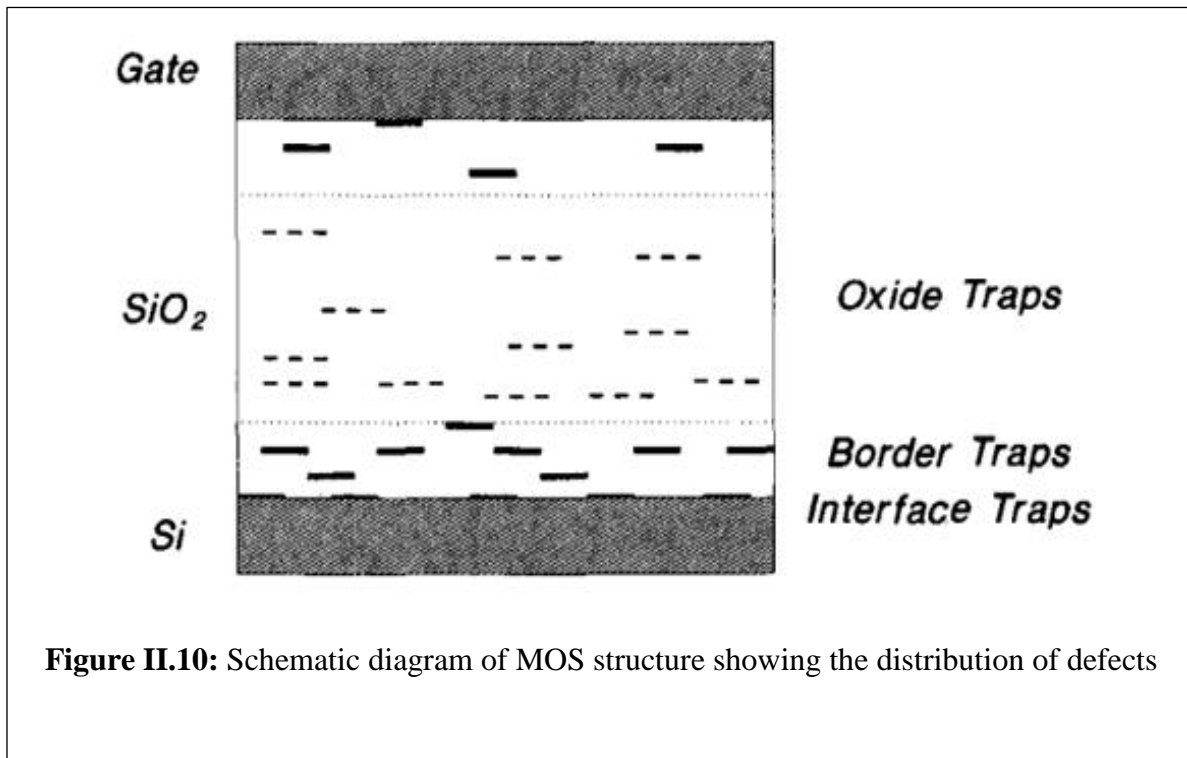 Gate
SiO₂
Oxide Traps
Border Traps
Interface Traps
Si
Figure II.10: Schematic diagram of MOS structure showing the distribution of defects